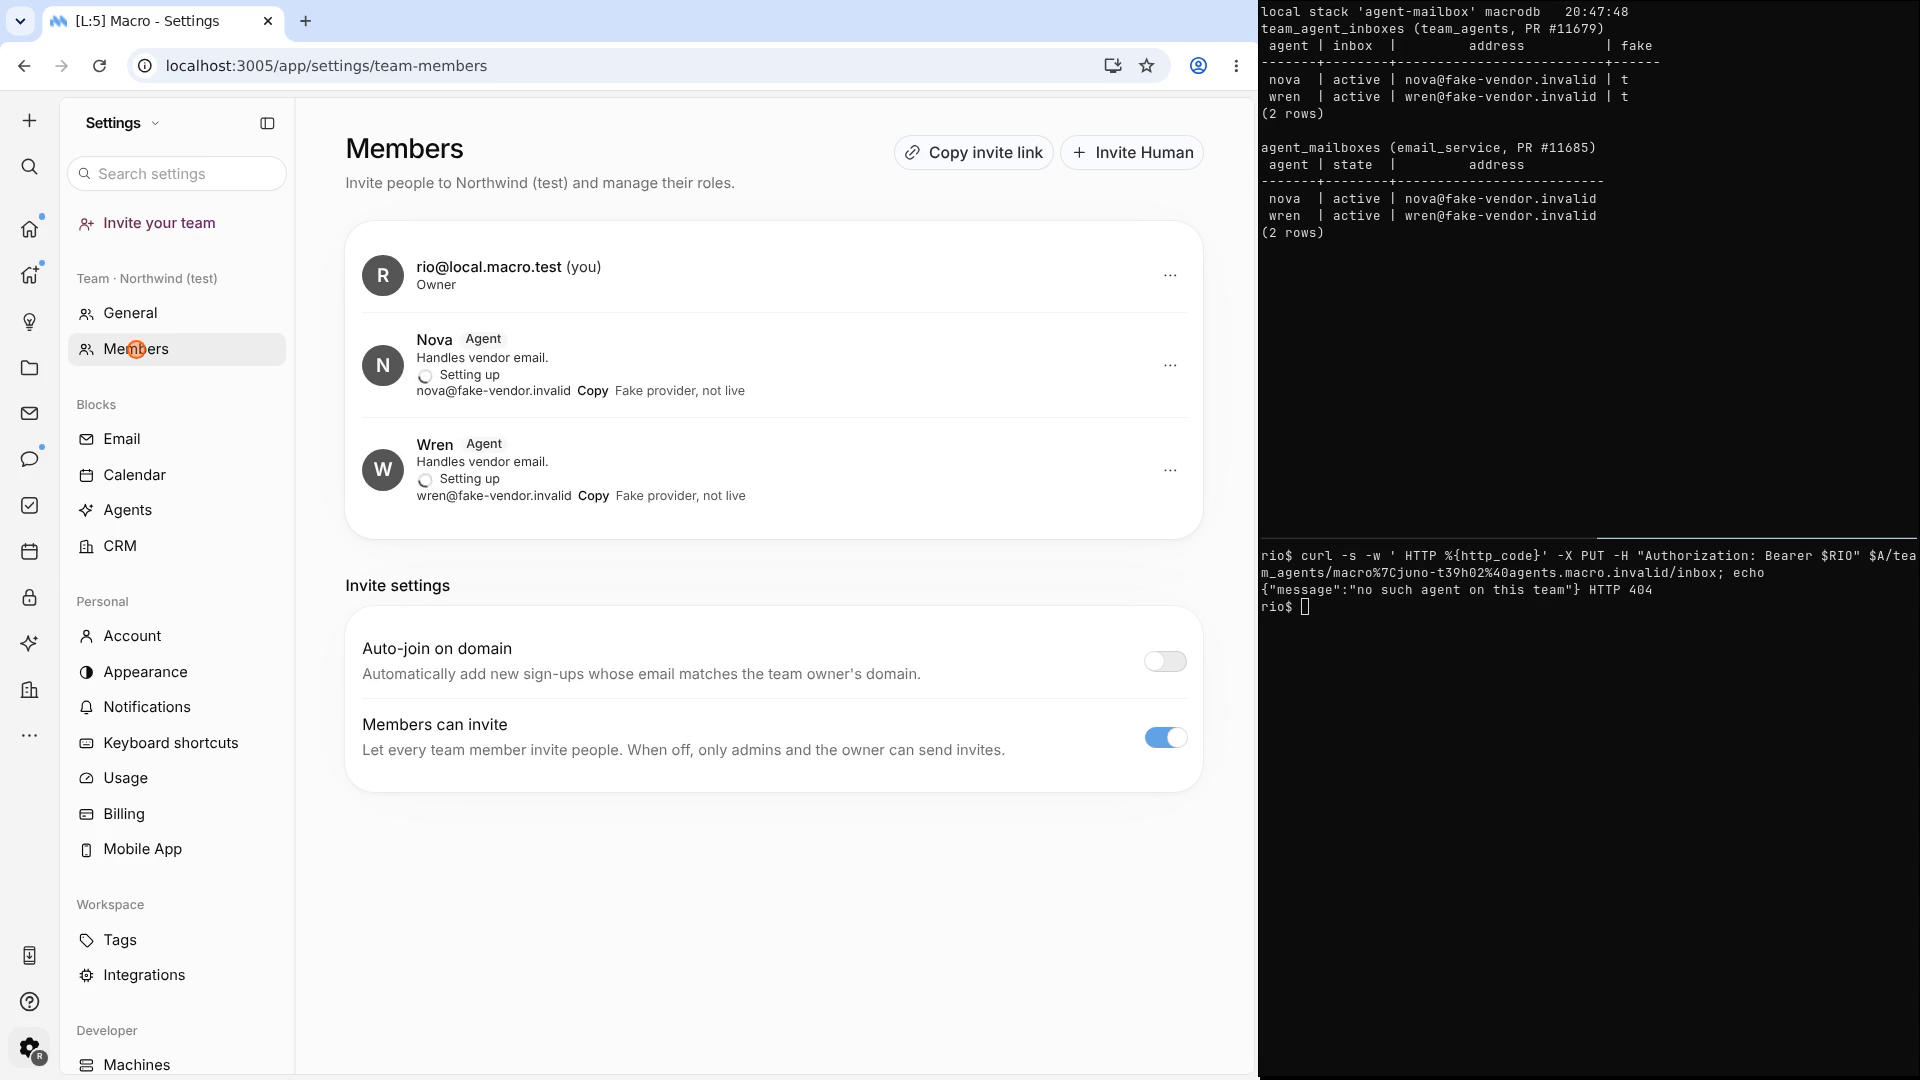 [L:5] Macro - Settings
localhost:3005/app/settings/team-members
Settings
Search settings
Invite your team
Team · Northwind (test)
General
Members
Blocks
Email
Calendar
Agents
CRM
Personal
Account
Appearance
Notifications
Keyboard shortcuts
Usage
Billing
Mobile App
Workspace
Tags
Integrations
Developer
Machines
R
Members
Copy invite link
Invite Human
Invite people to Northwind (test) and manage their roles.
R
rio@local.macro.test (you)
Owner
N
Nova Agent
Handles vendor email.
Setting up
nova@fake-vendor.invalid Copy Fake provider, not live
W
Wren Agent
Handles vendor email.
Setting up
wren@fake-vendor.invalid Copy Fake provider, not live
Invite settings
Auto-join on domain
Automatically add new sign-ups whose email matches the team owner's domain.
Members can invite
Let every team member invite people. When off, only admins and the owner can send invites.
local stack 'agent-mailbox' macrodb   20:47:48
team_agent_inboxes (team_agents, PR #11679)
 agent | inbox  |         address          | fake
-------+--------+--------------------------+------
 nova  | active | nova@fake-vendor.invalid | t
 wren  | active | wren@fake-vendor.invalid | t
(2 rows)
agent_mailboxes (email_service, PR #11685)
 agent | state  |         address
-------+--------+--------------------------
 nova  | active | nova@fake-vendor.invalid
 wren  | active | wren@fake-vendor.invalid
(2 rows)
rio$ curl -s -w ' HTTP %{http_code}' -X PUT -H "Authorization: Bearer $RIO" $A/tea
m_agents/macro%7Cjuno-t39h02%40agents.macro.invalid/inbox; echo
{"message":"no such agent on this team"} HTTP 404
rio$